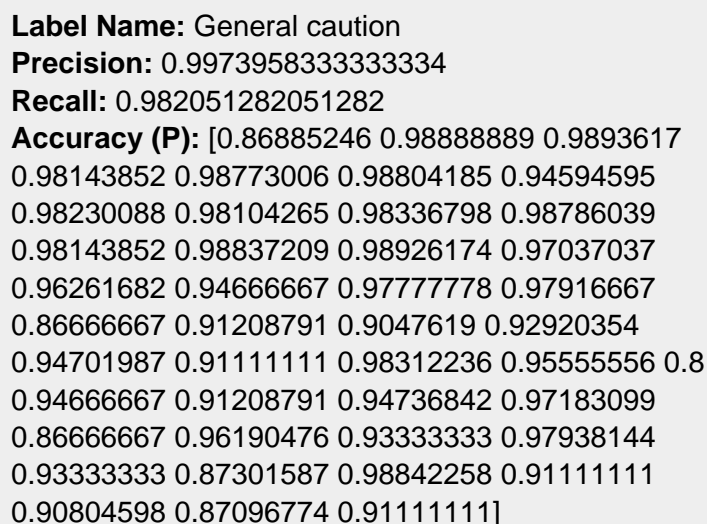 Label Name: General caution
Precision: 0.9973958333333334
Recall: 0.982051282051282
Accuracy (P): [0.86885246 0.98888889 0.9893617
0.98143852 0.98773006 0.98804185 0.94594595
0.98230088 0.98104265 0.98336798 0.98786039
0.98143852 0.98837209 0.98926174 0.97037037
0.96261682 0.94666667 0.97777778 0.97916667
0.86666667 0.91208791 0.9047619 0.92920354
0.94701987 0.91111111 0.98312236 0.95555556 0.8
0.94666667 0.91208791 0.94736842 0.97183099
0.86666667 0.96190476 0.93333333 0.97938144
0.93333333 0.87301587 0.98842258 0.91111111
0.90804598 0.87096774 0.91111111]